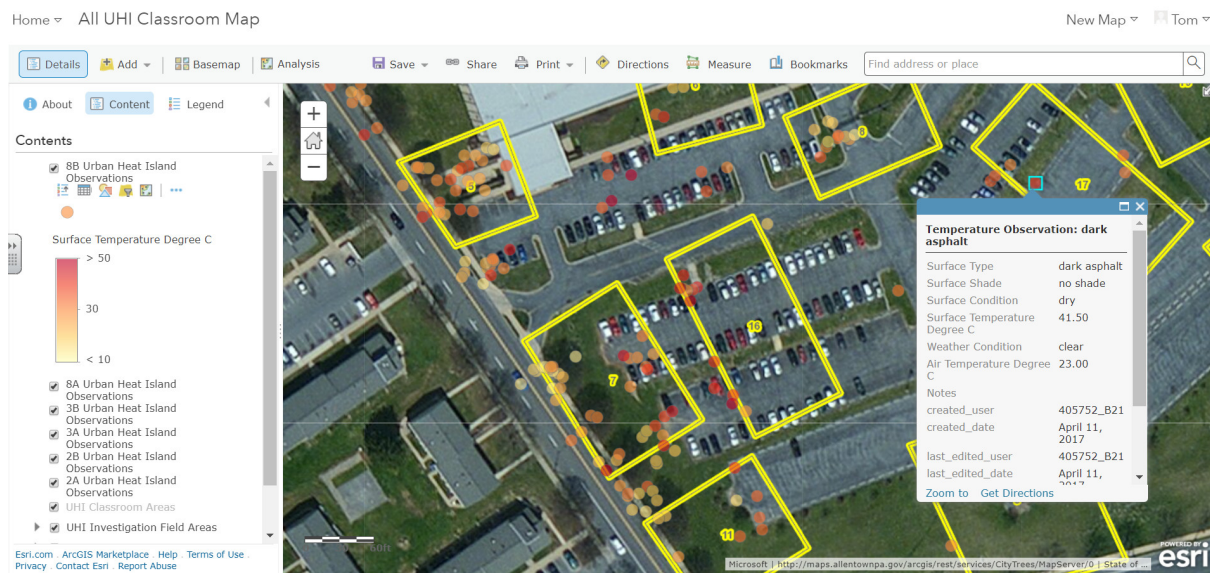 Home All UHI Classroom Map New Map Tom
Details Add Basemap Analysis Save Share Print Directions Measure Bookmarks Find address or place
About Content Legend
Contents
8B Urban Heat Island
Observations
Surface Temperature Degree C
> 50
30
< 10
8A Urban Heat Island
Observations
3B Urban Heat Island
Observations
3A Urban Heat Island
Observations
2B Urban Heat Island
Observations
2A Urban Heat Island
Observations
UHI Classroom Areas
UHI Investigation Field Areas
Esri.com . ArcGIS Marketplace . Help . Terms of Use .
Privacy . Contact Esri . Report Abuse
6
8
5
17
16
7
11
Temperature Observation: dark
asphalt
Surface Type dark asphalt
Surface Shade no shade
Surface Condition dry
Surface Temperature 41.50
Degree C
Weather Condition clear
Air Temperature Degree 23.00
C
Notes
created_user 405752_B21
created_date April 11,
2017
last_edited_user 405752_B21
last_edited_date April 11,
2017
Zoom to Get Directions
POWERED BY
esri
Microsoft | http://maps.allentownpa.gov/arcgis/rest/services/CityTrees/MapServer/0 | State of ...